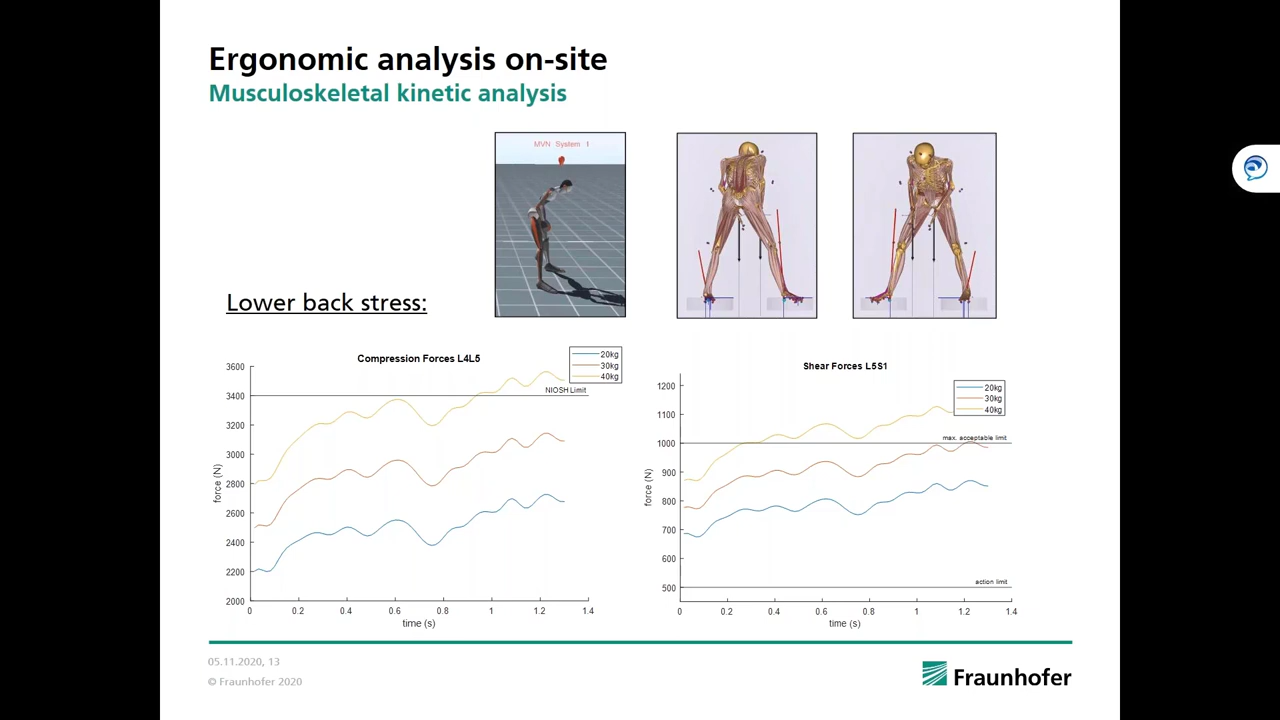 Ergonomic analysis on-site
Musculoskeletal kinetic analysis
MVN System 1
Lower back stress:
Compression Forces L4L5
20kg
30kg
40kg
NIOSH Limit
3600
3400
3200
3000
2800
2600
2400
2200
2000
force (N)
0 0.2 0.4 0.6 0.8 1 1.2 1.4
time (s)
Shear Forces L5S1
20kg
30kg
40kg
max. acceptable limit
action limit
1200
1100
1000
900
800
700
600
500
force (N)
0 0.2 0.4 0.6 0.8 1 1.2 1.4
time (s)
05.11.2020, 13
© Fraunhofer 2020
Fraunhofer